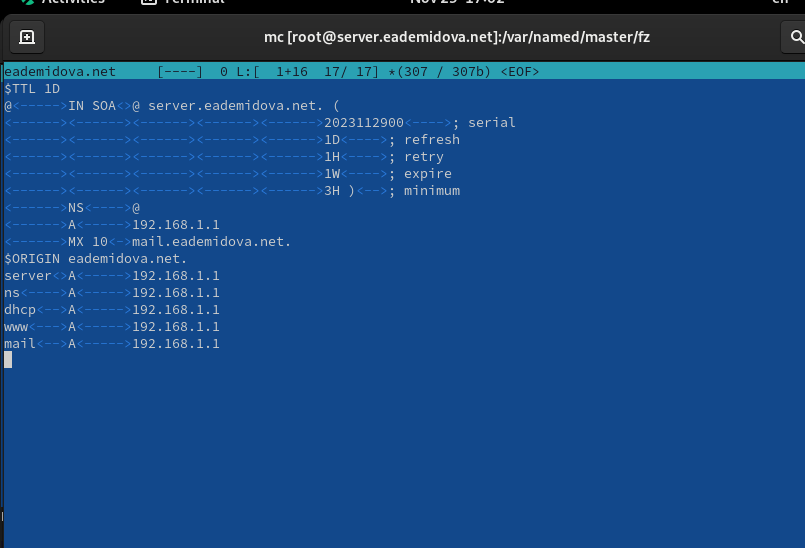 Activities Terminal Nov 29 17:02 en
mc [root@server.eademidova.net]:/var/named/master/fz
eademidova.net [----] 0 L:[ 1+16 17/ 17] *(307 / 307b) <EOF>
$TTL 1D
@<----->IN SOA<>@ server.eademidova.net. (
<------><------><------><------><------>2023112900<---->; serial
<------><------><------><------><------>1D<---->; refresh
<------><------><------><------><------>1H<---->; retry
<------><------><------><------><------>1W<---->; expire
<------><------><------><------><------>3H )<-->; minimum
<------>NS<---->@
<------>A<----->192.168.1.1
<------>MX 10<->mail.eademidova.net.
$ORIGIN eademidova.net.
server<>A<----->192.168.1.1
ns<---->A<----->192.168.1.1
dhcp<-->A<----->192.168.1.1
www<--->A<----->192.168.1.1
mail<-->A<----->192.168.1.1